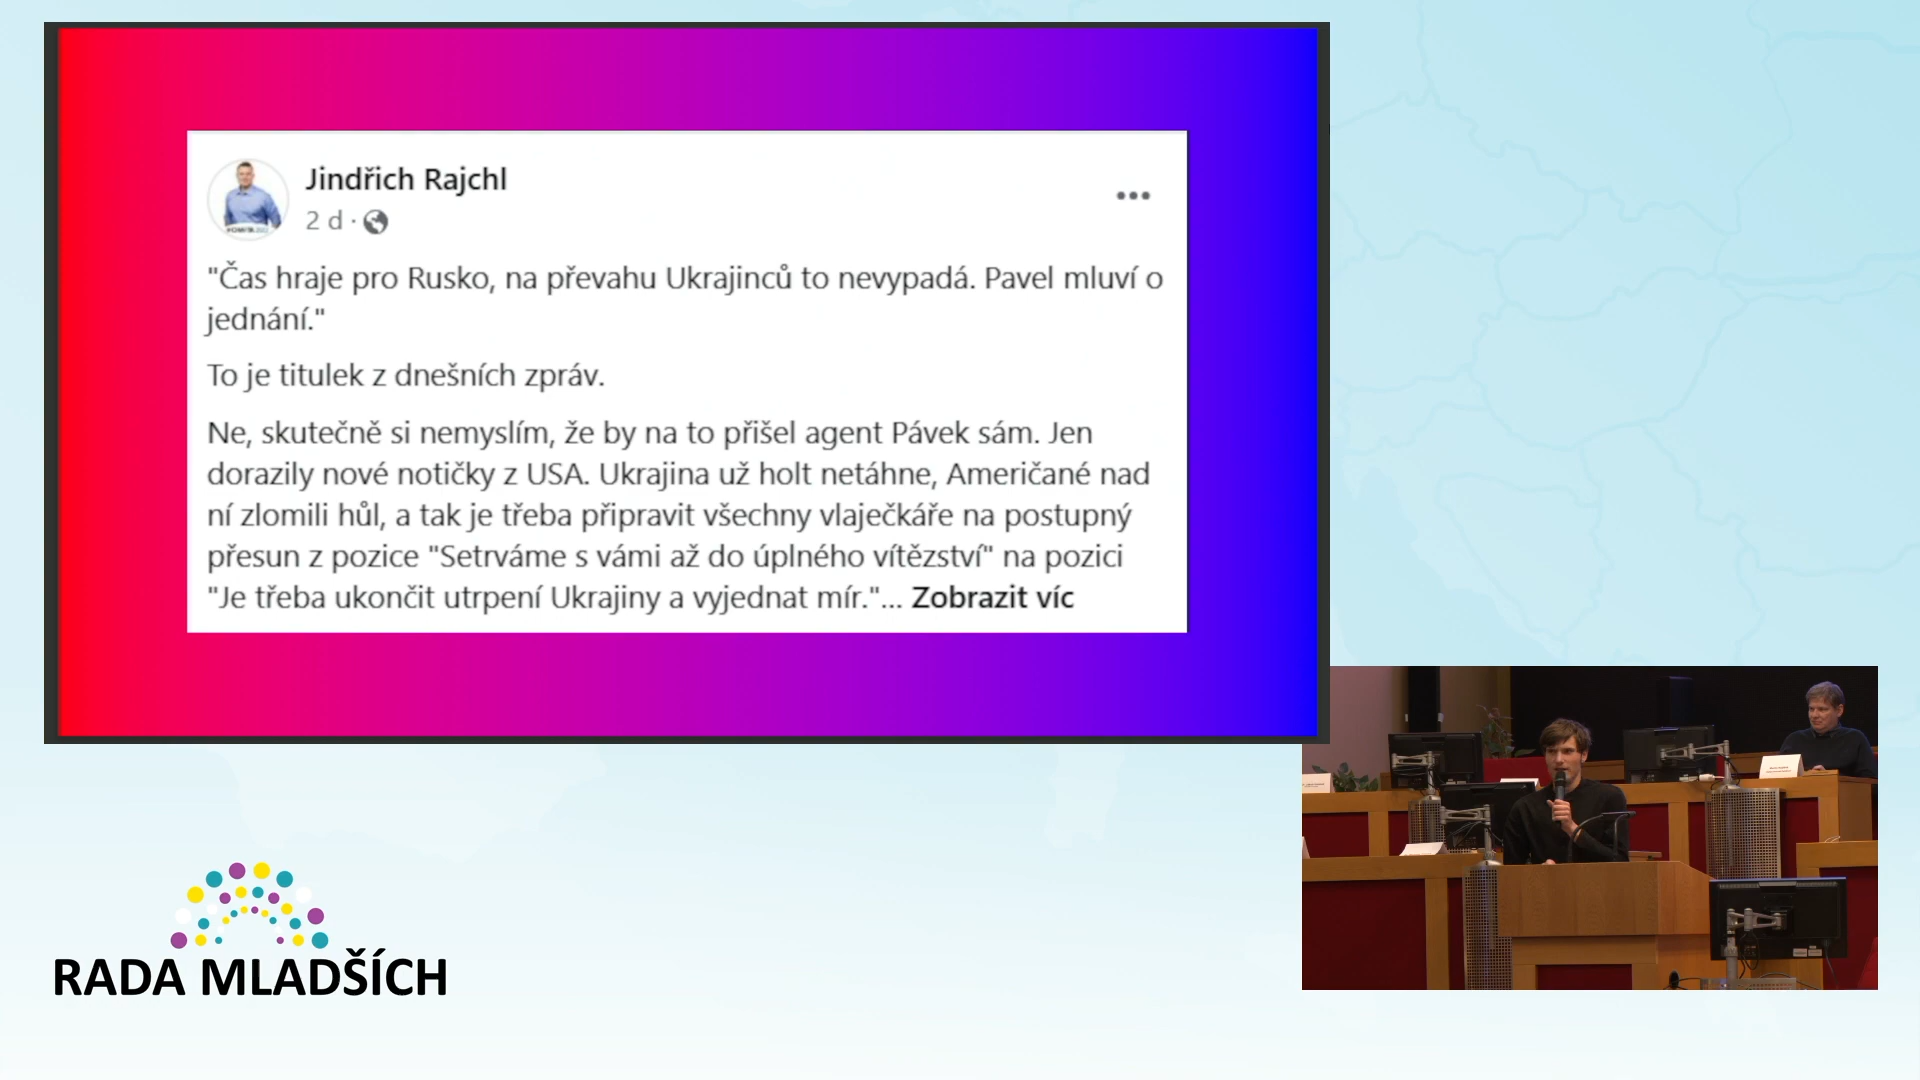 Jindřich Rajchl
2 d ·
"Čas hraje pro Rusko, na převahu Ukrajinců to nevypadá. Pavel mluví o
jednání."
To je titulek z dnešních zpráv.
Ne, skutečně si nemyslím, že by na to přišel agent Pávek sám. Jen
dorazily nové notičky z USA. Ukrajina už holt netáhne, Američané nad
ní zlomili hůl, a tak je třeba připravit všechny vlaječkáře na postupný
přesun z pozice "Setrváme s vámi až do úplného vítězství" na pozici
"Je třeba ukončit utrpení Ukrajiny a vyjednat mír."... Zobrazit víc
RADA MLADŠÍCH